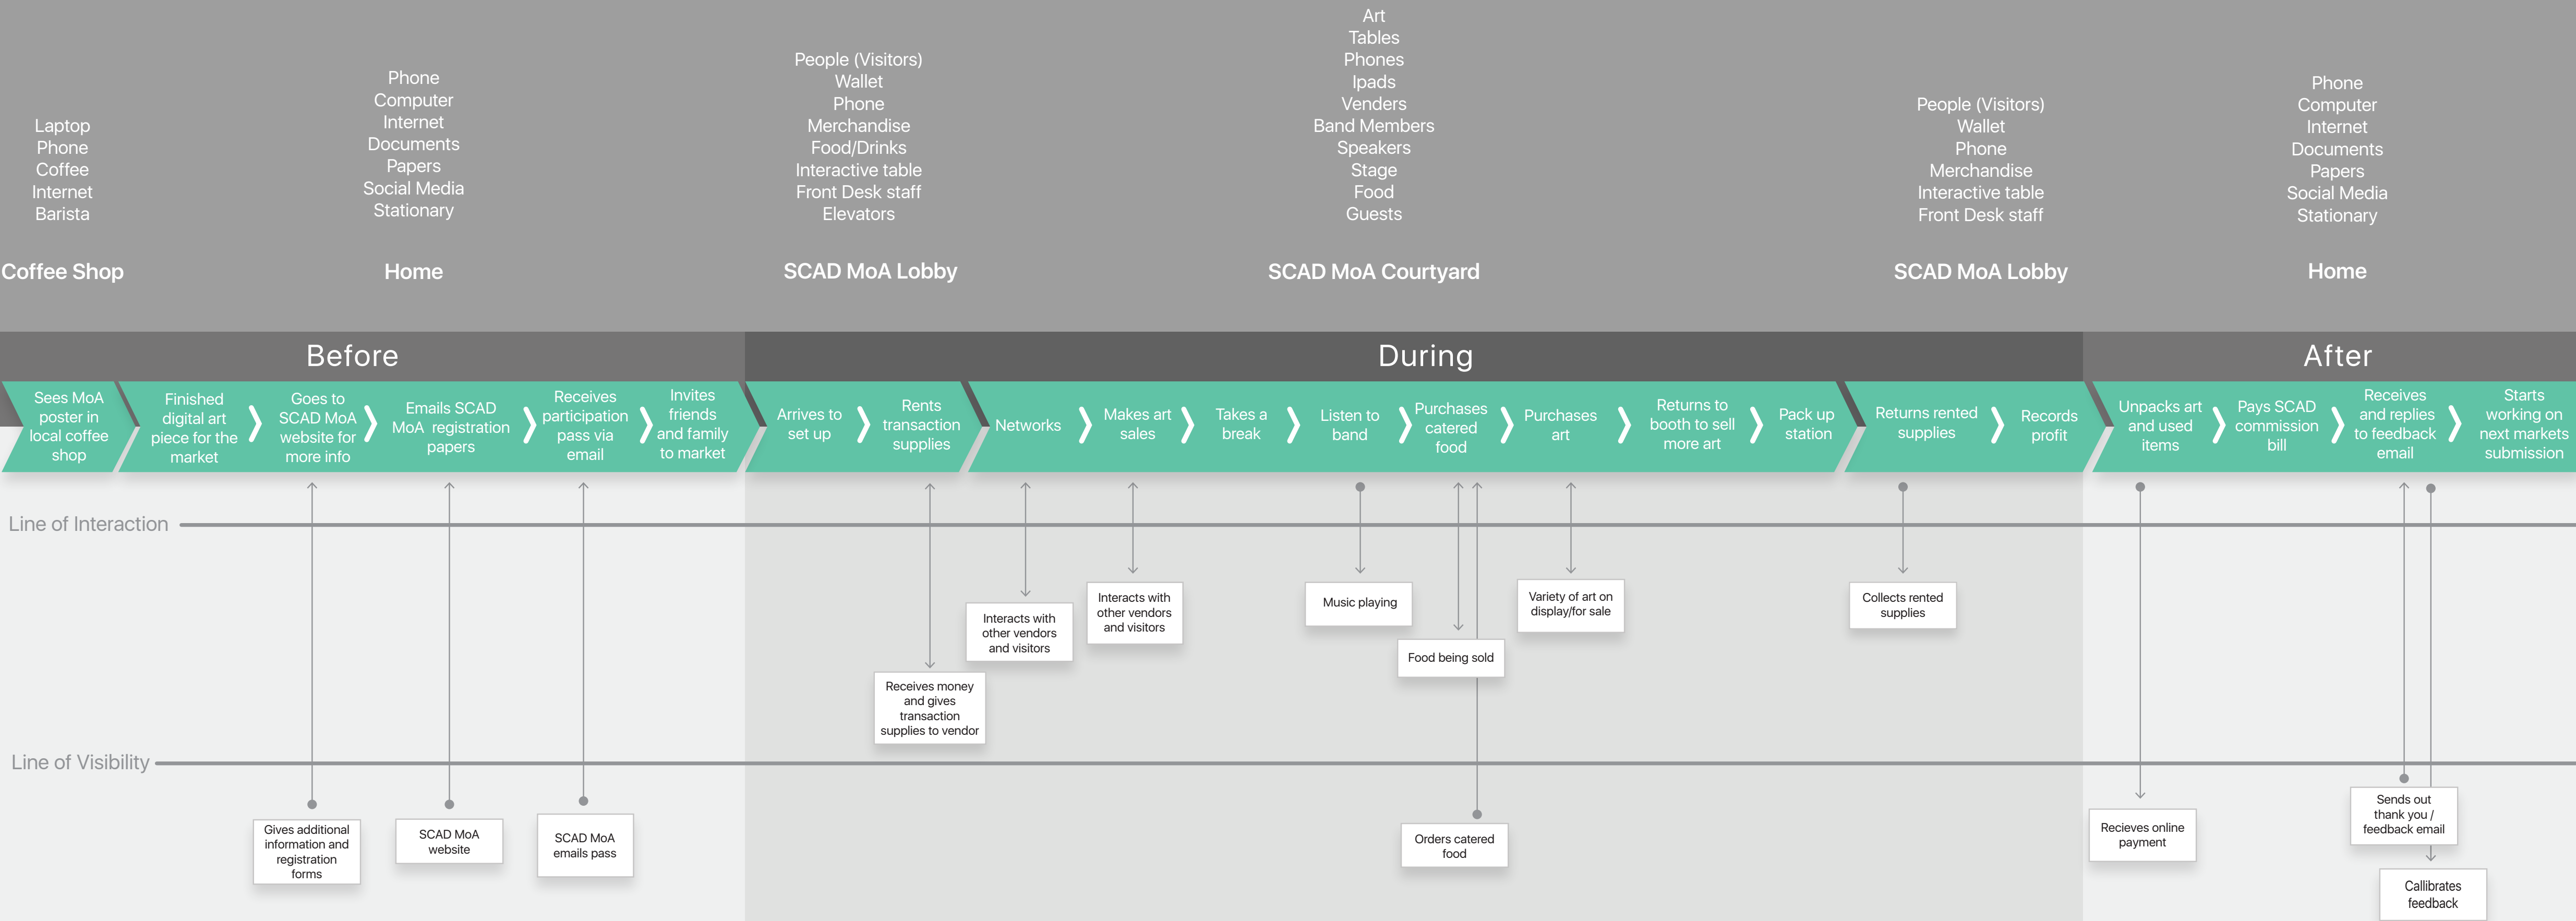 Laptop
Phone
Coffee
Internet
Barista
Coffee Shop
Phone
Computer
Internet
Documents
Papers
Social Media
Stationary
Home
People (Visitors)
Wallet
Phone
Merchandise
Food/Drinks
Interactive table
Front Desk staff
Elevators
SCAD MoA Lobby
Art
Tables
Phones
Ipads
Venders
Band Members
Speakers
Stage
Food
Guests
SCAD MoA Courtyard
People (Visitors)
Wallet
Phone
Merchandise
Interactive table
Front Desk staff
SCAD MoA Lobby
Phone
Computer
Internet
Documents
Papers
Social Media
Stationary
Home
Before
During
After
Sees MoA
poster in
local coffee
shop
Finished
digital art
piece for the
market
Goes to
SCAD MoA
website for
more info
Emails SCAD
MoA registration
papers
Receives
participation
pass via
email
Invites
friends
and family
to market
Arrives to
set up
Rents
transaction
supplies
Networks
Makes art
sales
Takes a
break
Listen to
band
Purchases
catered
food
Purchases
art
Returns to
booth to sell
more art
Pack up
station
Returns rented
supplies
Records
profit
Unpacks art
and used
items
Pays SCAD
commission
bill
Receives
and replies
to feedback
email
Starts
working on
next markets
submission
Line of Interaction
Receives money
and gives
transaction
supplies to vendor
Interacts with
other vendors
and visitors
Interacts with
other vendors
and visitors
Music playing
Food being sold
Variety of art on
display/for sale
Collects rented
supplies
Line of Visibility
Gives additional
information and
registration
forms
SCAD MoA
website
SCAD MoA
emails pass
Orders catered
food
Recieves online
payment
Sends out
thank you /
feedback email
Callibrates
feedback